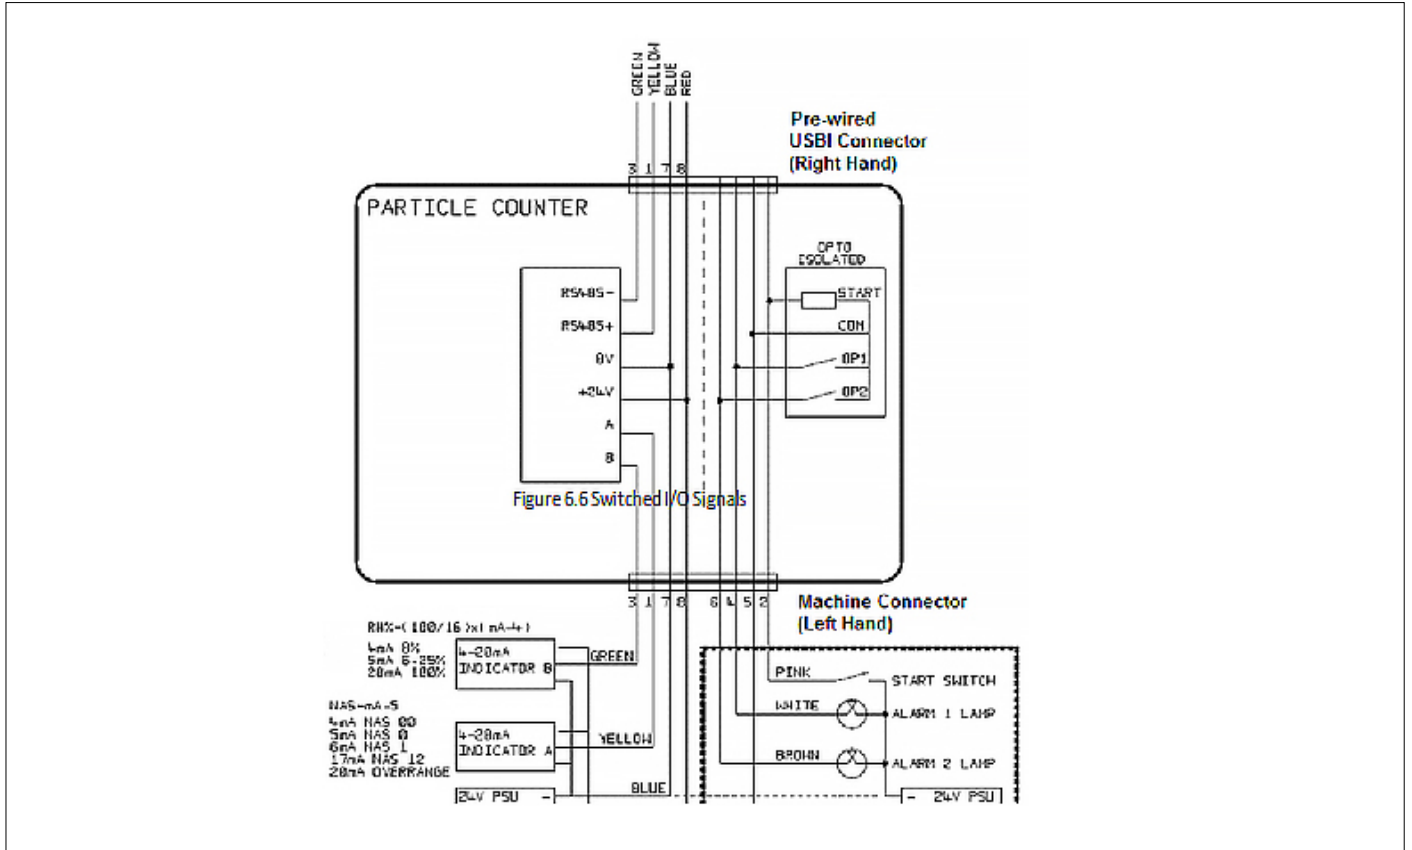 GREEN
YELLOW
BLUE
RED
Pre-wired
USBI Connector
(Right Hand)
3 1 7 8
PARTICLE COUNTER
OPTO
ISOLATED
RS485-
START
RS485+
COM
0V
OP1
+24V
OP2
A
B
Figure 6.6 Switched I/O Signals
3 1 7 8 6 4 5 2
Machine Connector
(Left Hand)
RH%=(100/16)x(mA-4)
4mA 0%
5mA 6.25%
20mA 100%
4-20mA
INDICATOR B
GREEN
PINK
START SWITCH
NAS=mA-5
4mA NAS 00
5mA NAS 0
6mA NAS 1
17mA NAS 12
20mA OVERRANGE
4-20mA
INDICATOR A
YELLOW
WHITE
ALARM 1 LAMP
BROWN
ALARM 2 LAMP
24V PSU -
BLUE
- 24V PSU